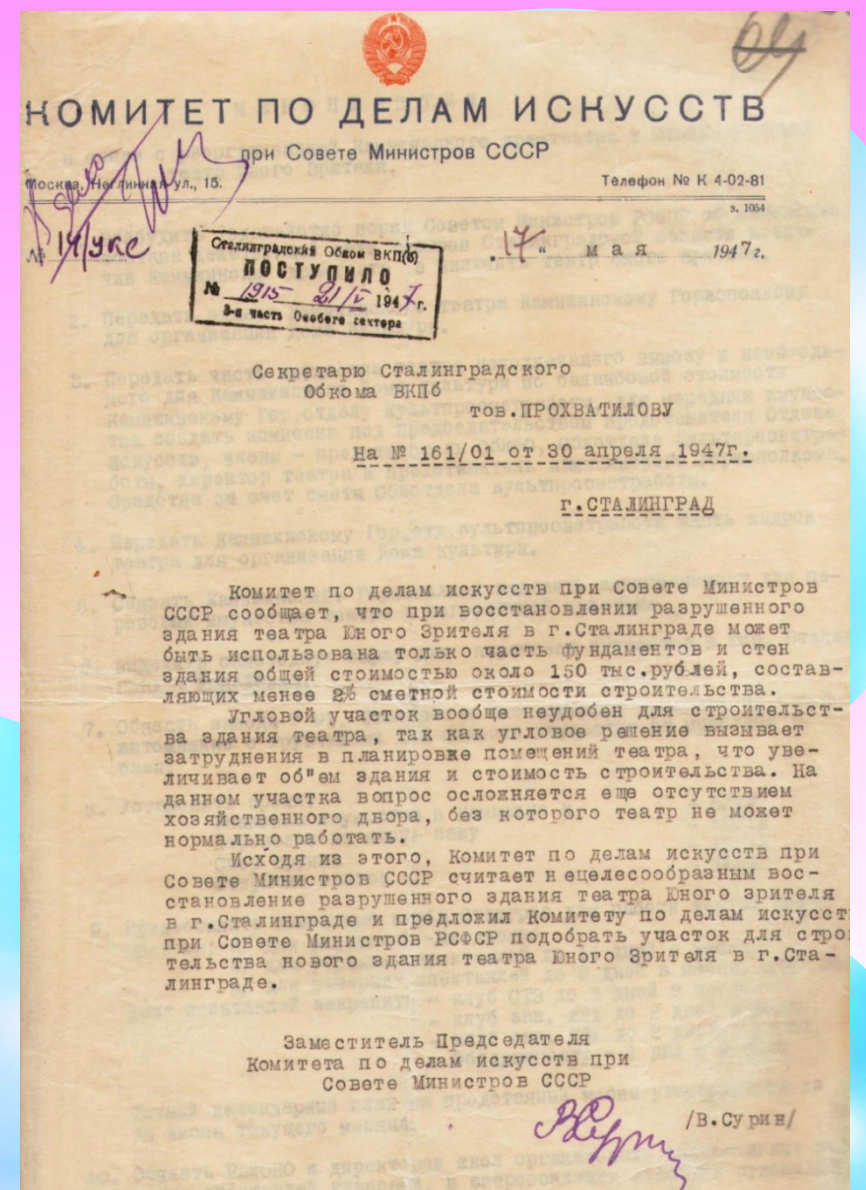 КОМИТЕТ ПО ДЕЛАМ ИСКУССТВ
при Совете Министров СССР
Москва, Неглинная ул., 15.
Телефон № К 4-02-81
з. 1054
№ 14/укс
"17" мая 1947 г.
Сталинградский Обком ВКП(б)
ПОСТУПИЛО
№ 1915 21/V 1947 г.
3-я часть Особого сектора
Секретарю Сталинградского
Обкома ВКПб
тов.ПРОХВАТИЛОВУ
На № 161/01 от 30 апреля 1947г.
г.СТАЛИНГРАД
Комитет по делам искусств при Совете Министров
СССР сообщает, что при восстановлении разрушенного
здания театра Юного Зрителя в г.Сталинграде может
быть использована только часть фундаментов и стен
здания общей стоимостью около 150 тыс.рублей, состав-
ляющих менее 2% сметной стоимости строительства.
Угловой участок вообще неудобен для строительст-
ва здания театра, так как угловое решение вызывает
затруднения в планировке помещений театра, что уве-
личивает об"ем здания и стоимость строительства. На
данном участка вопрос осложняется еще отсутствием
хозяйственного двора, без которого театр не может
нормально работать.
Исходя из этого, Комитет по делам искусств при
Совете Министров СССР считает нецелесообразным вос-
становление разрушенного здания театра Юного зрителя
в г.Сталинграде и предложил Комитету по делам искусст
при Совете Министров РСФСР подобрать участок для строи
тельства нового здания театра Юного Зрителя в г.Ста-
линграде.
Заместитель Председателя
Комитета по делам искусств при
Совете Министров СССР
/В.Сурин/